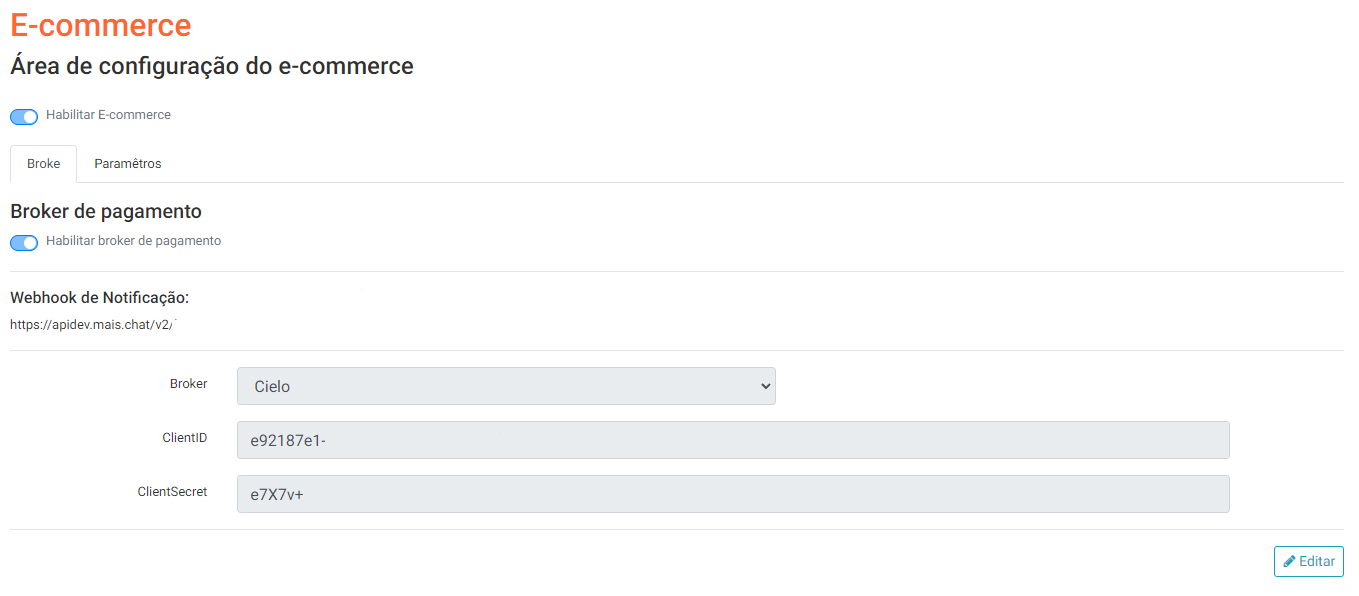 E-commerce
Área de configuração do e-commerce
Habilitar E-commerce
Broke Paramêtros
Broker de pagamento
Habilitar broker de pagamento
Webhook de Notificação:
https://apidev.mais.chat/v2/
Broker Cielo
ClientID e92187e1-
ClientSecret e7X7v+
Editar